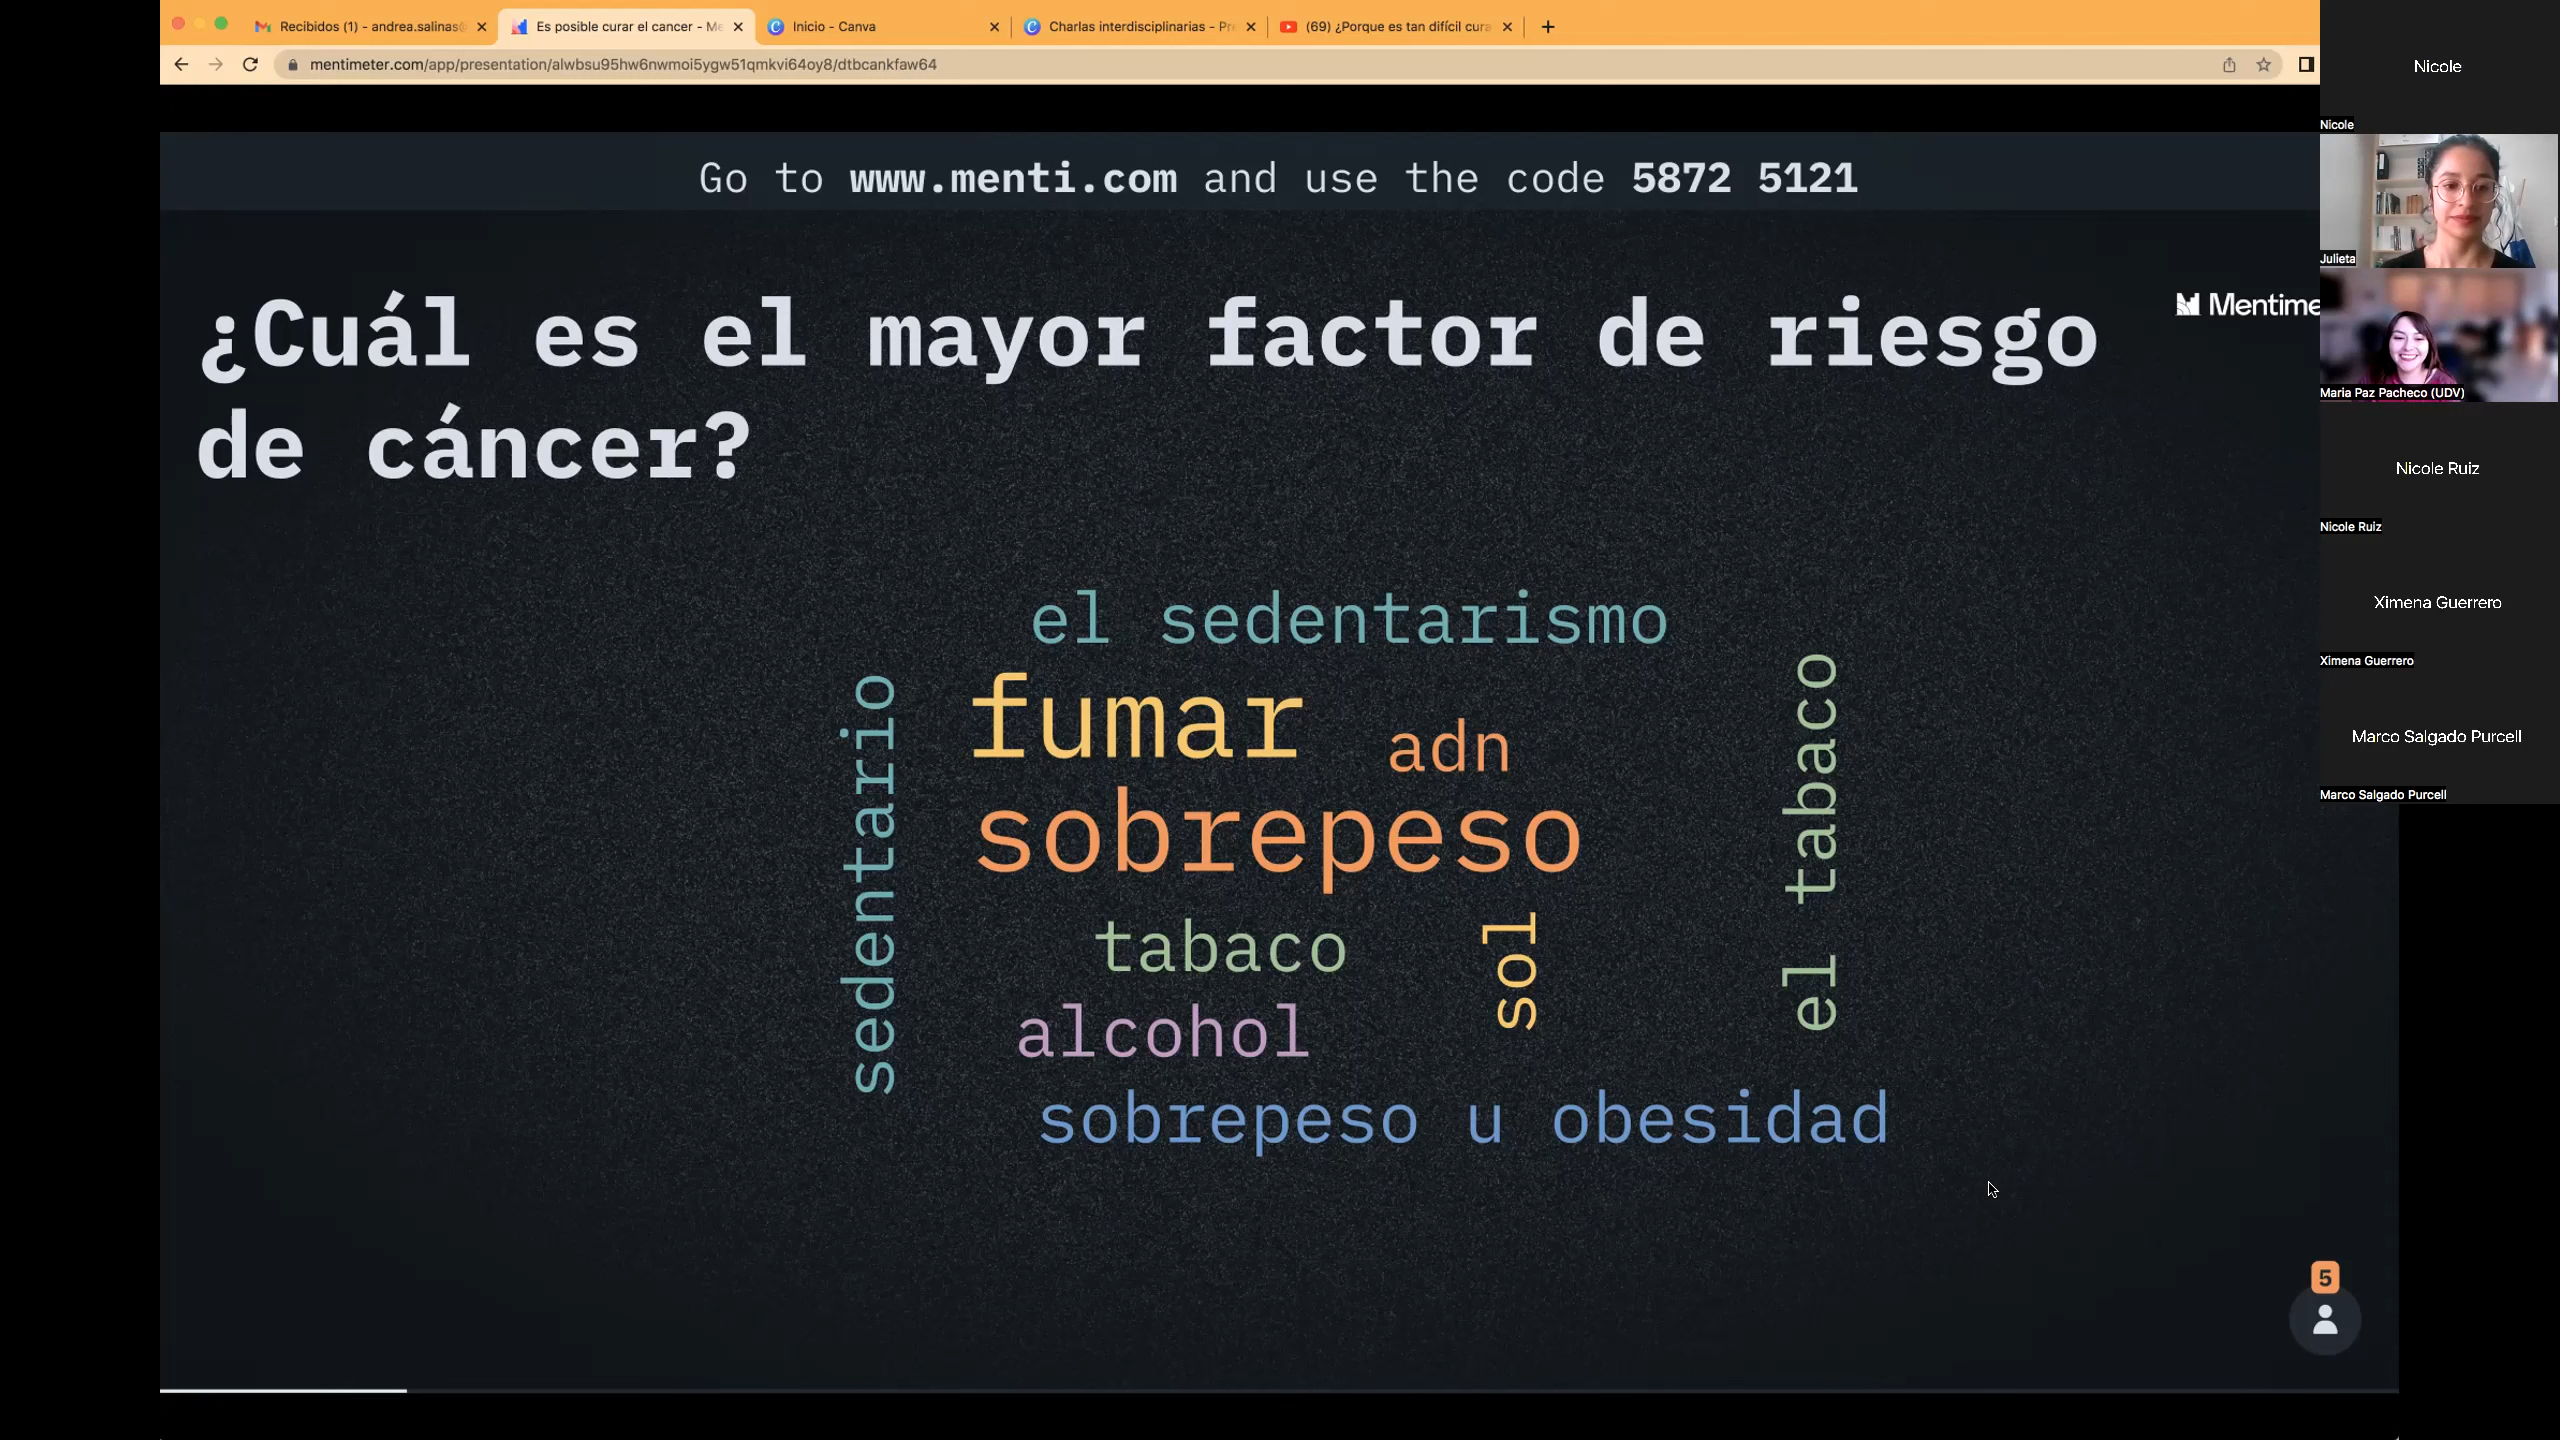 Recibidos (1) - andrea.salinas@
Es posible curar el cancer - Me
Inicio - Canva
Charlas interdisciplinarias - Pre
(69) ¿Porque es tan difícil cura
mentimeter.com/app/presentation/alwbsu95hw6nwmoi5ygw51qmkvi64oy8/dtbcankfaw64
Go to www.menti.com and use the code 5872 5121
¿Cuál es el mayor factor de riesgo
de cáncer?
Mentime
el sedentarismo
sedentario
fumar
adn
el tabaco
sobrepeso
tabaco
sol
alcohol
sobrepeso u obesidad
5
Nicole
Nicole
Julieta
Maria Paz Pacheco (UDV)
Nicole Ruiz
Nicole Ruiz
Ximena Guerrero
Ximena Guerrero
Marco Salgado Purcell
Marco Salgado Purcell